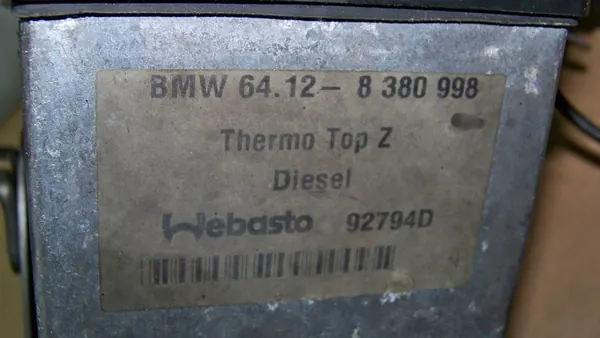 BMW 64.12- 8 380 998
Thermo Top Z
Diesel
Webasto 92794D